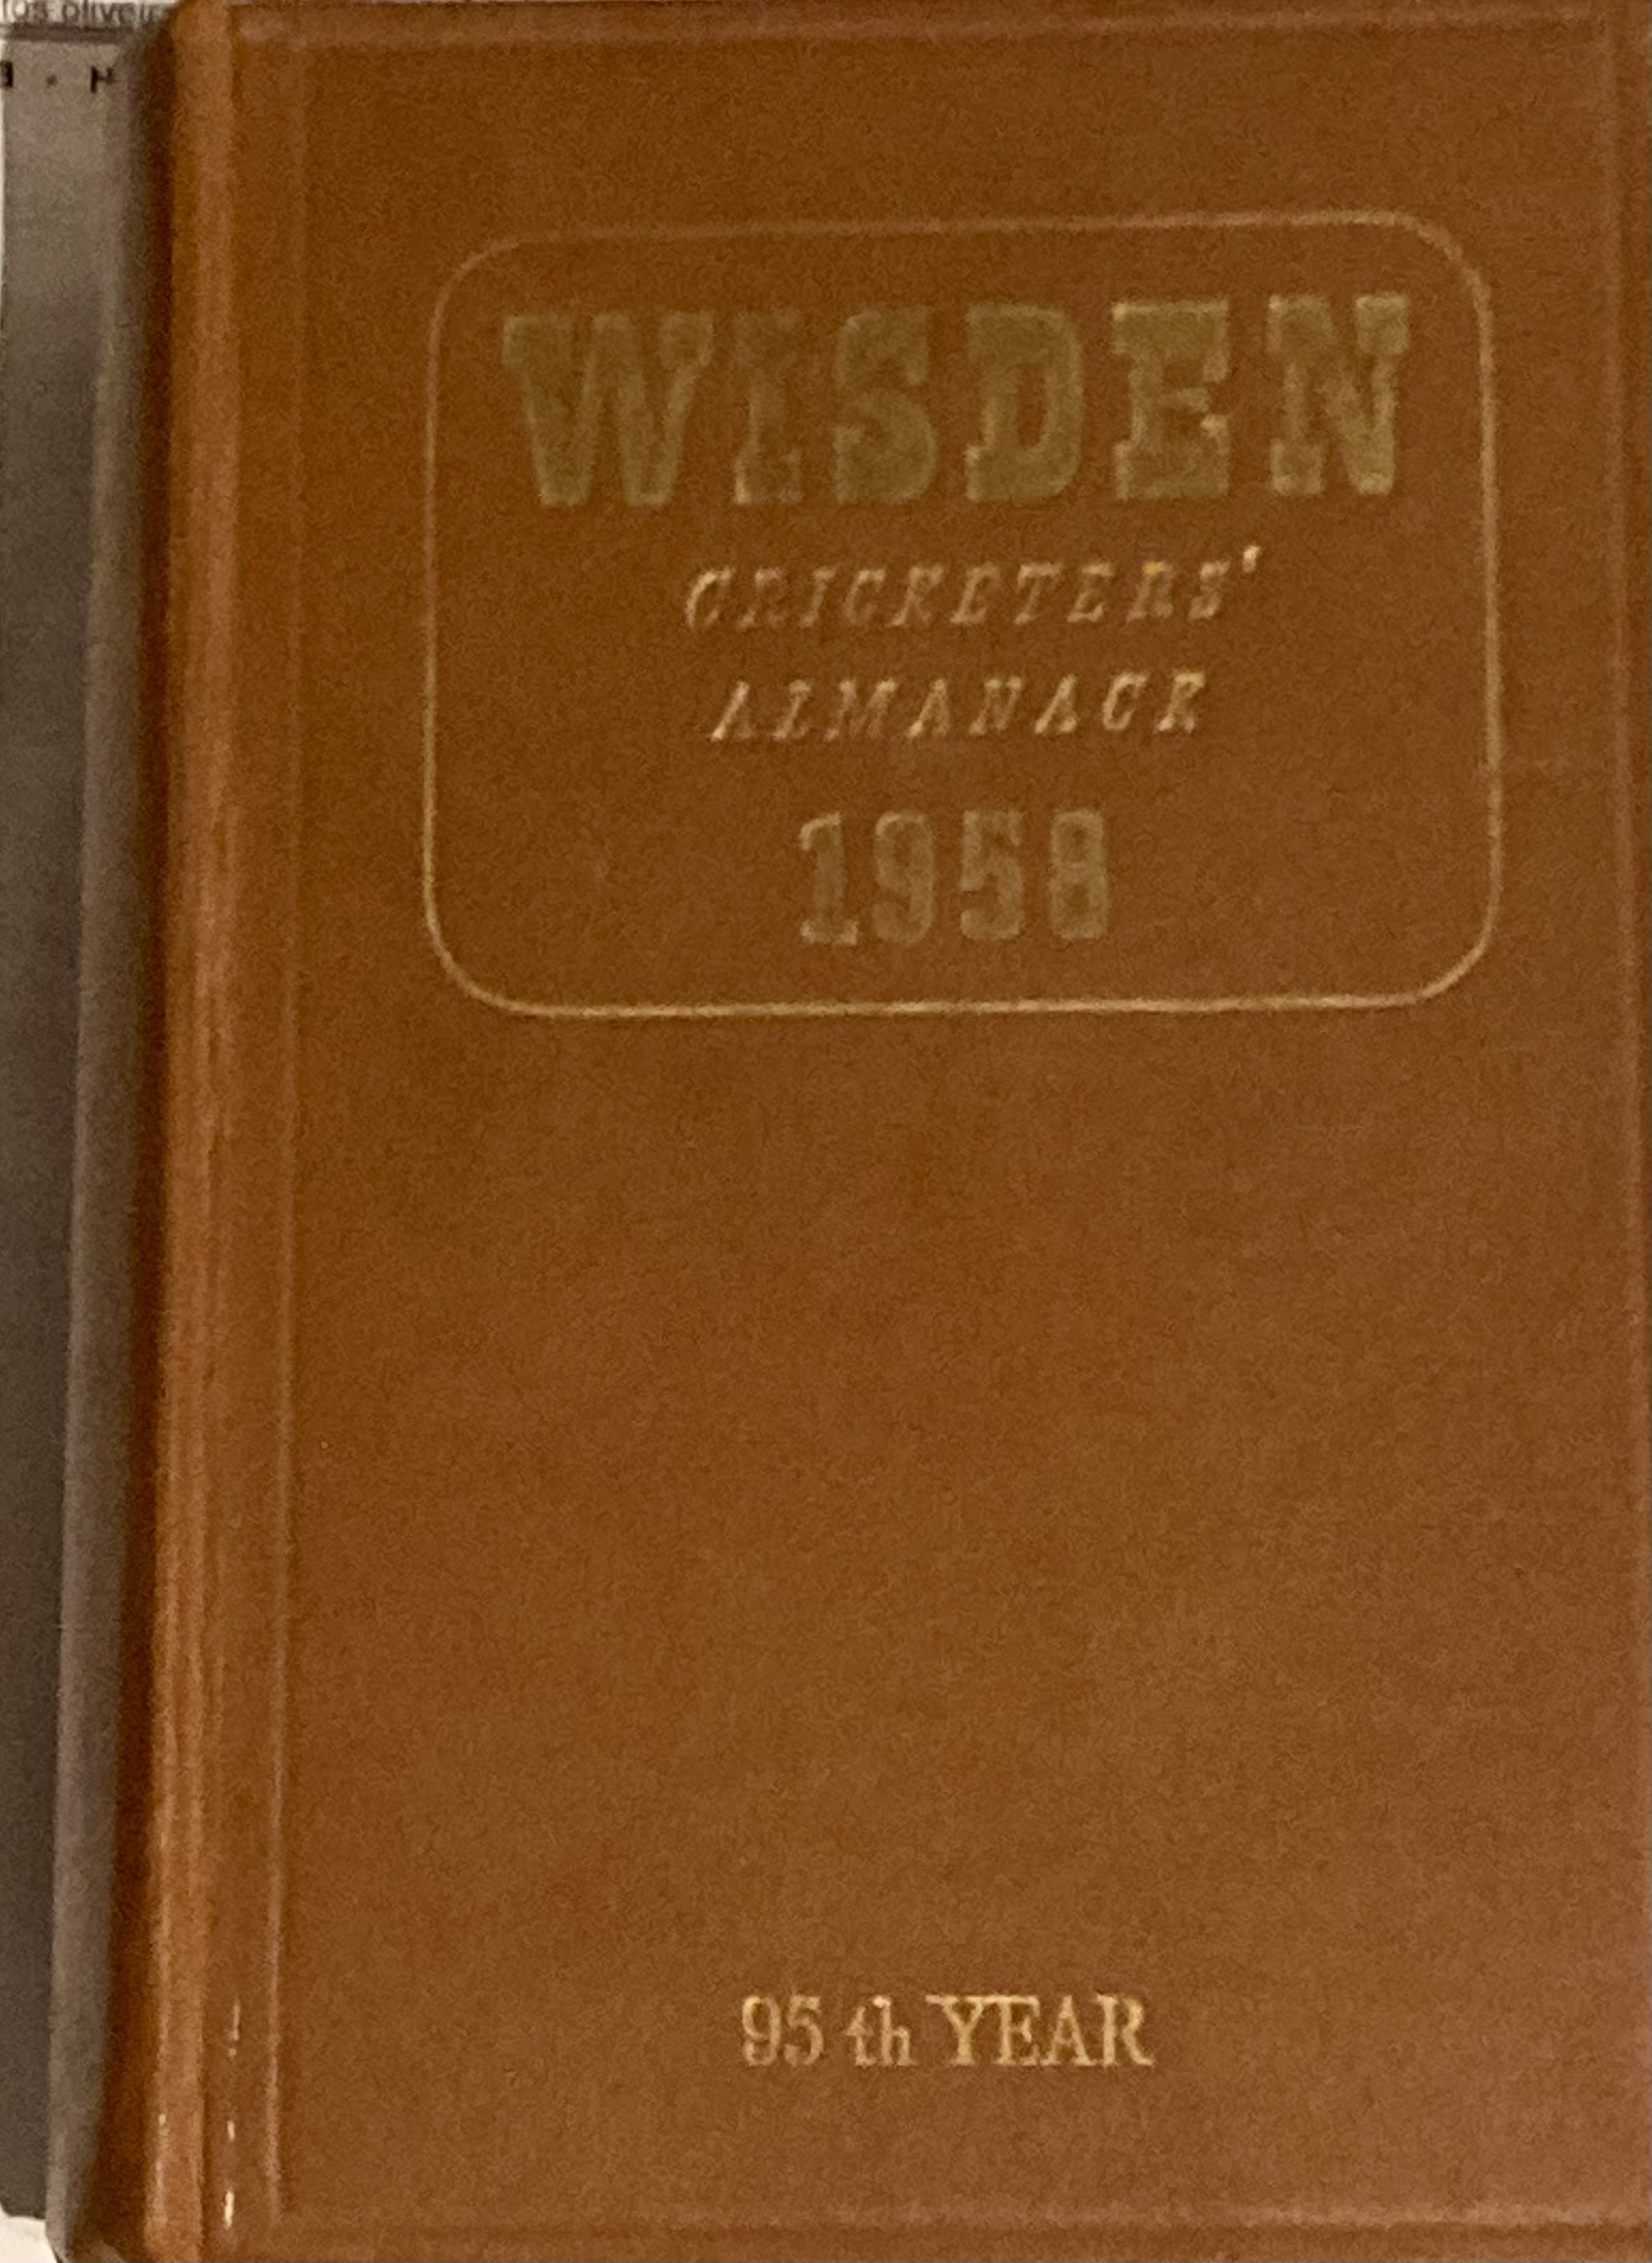 WISDEN
CRICKETERS'
ALMANACK
1958
95 th YEAR